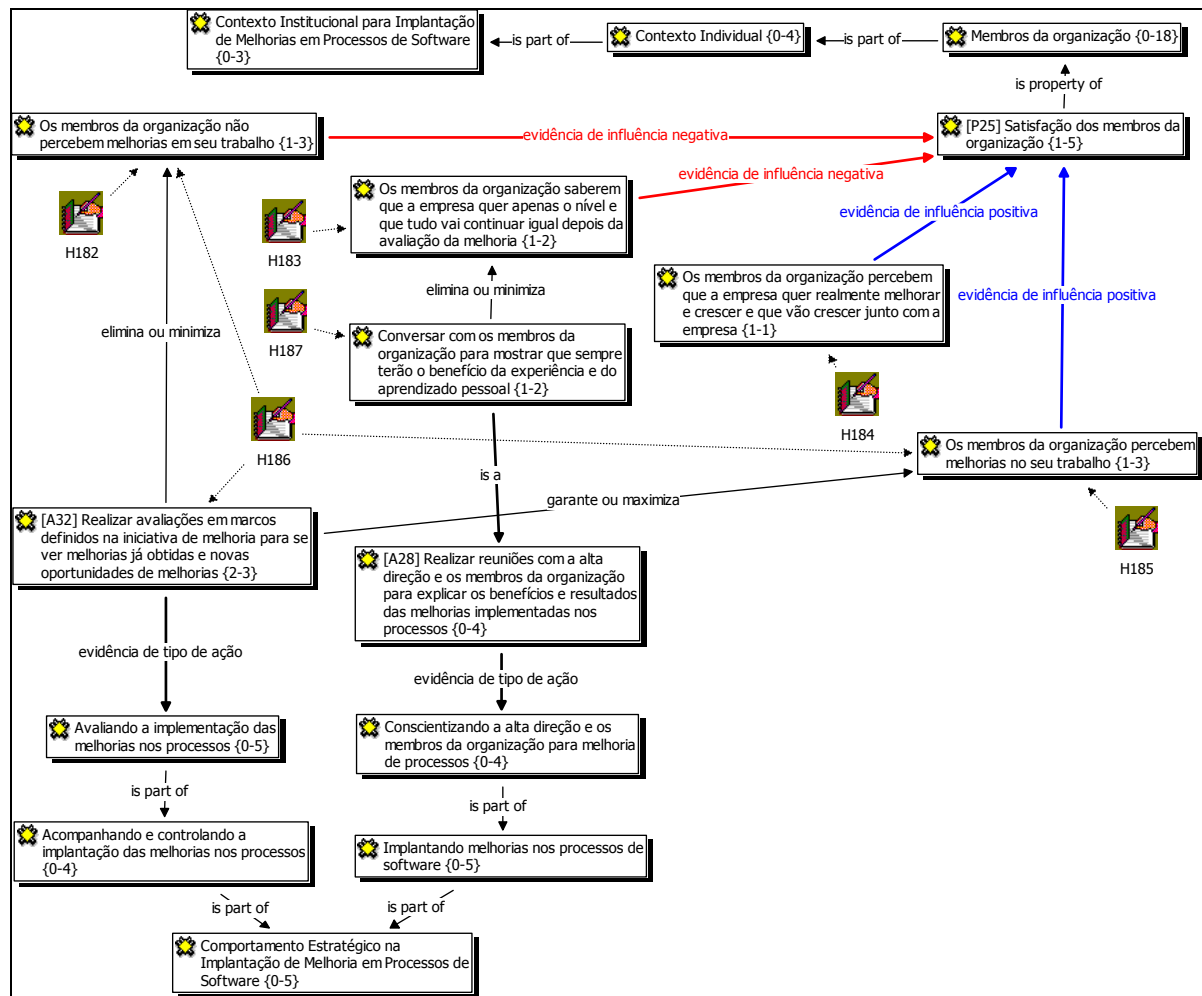 Contexto Institucional para Implantação
de Melhorias em Processos de Software
{0-3}
is part of
Contexto Individual {0-4}
is part of
Membros da organização {0-18}
is property of
Os membros da organização não
percebem melhorias em seu trabalho {1-3}
evidência de influência negativa
[P25] Satisfação dos membros da
organização {1-5}
evidência de influência negativa
Os membros da organização saberem
que a empresa quer apenas o nível e
que tudo vai continuar igual depois da
avaliação da melhoria {1-2}
H182
H183
evidência de influência positiva
Os membros da organização percebem
que a empresa quer realmente melhorar
e crescer e que vão crescer junto com a
empresa {1-1}
evidência de influência positiva
elimina ou minimiza
elimina ou minimiza
H187
Conversar com os membros da
organização para mostrar que sempre
terão o benefício da experiência e do
aprendizado pessoal {1-2}
H184
H186
Os membros da organização percebem
melhorias no seu trabalho {1-3}
is a
garante ou maximiza
[A32] Realizar avaliações em marcos
definidos na iniciativa de melhoria para se
ver melhorias já obtidas e novas
oportunidades de melhorias {2-3}
H185
[A28] Realizar reuniões com a alta
direção e os membros da organização
para explicar os benefícios e resultados
das melhorias implementadas nos
processos {0-4}
evidência de tipo de ação
evidência de tipo de ação
Avaliando a implementação das
melhorias nos processos {0-5}
Conscientizando a alta direção e os
membros da organização para melhoria
de processos {0-4}
is part of
is part of
Acompanhando e controlando a
implantação das melhorias nos processos
{0-4}
Implantando melhorias nos processos de
software {0-5}
is part of
is part of
Comportamento Estratégico na
Implantação de Melhoria em Processos de
Software {0-5}